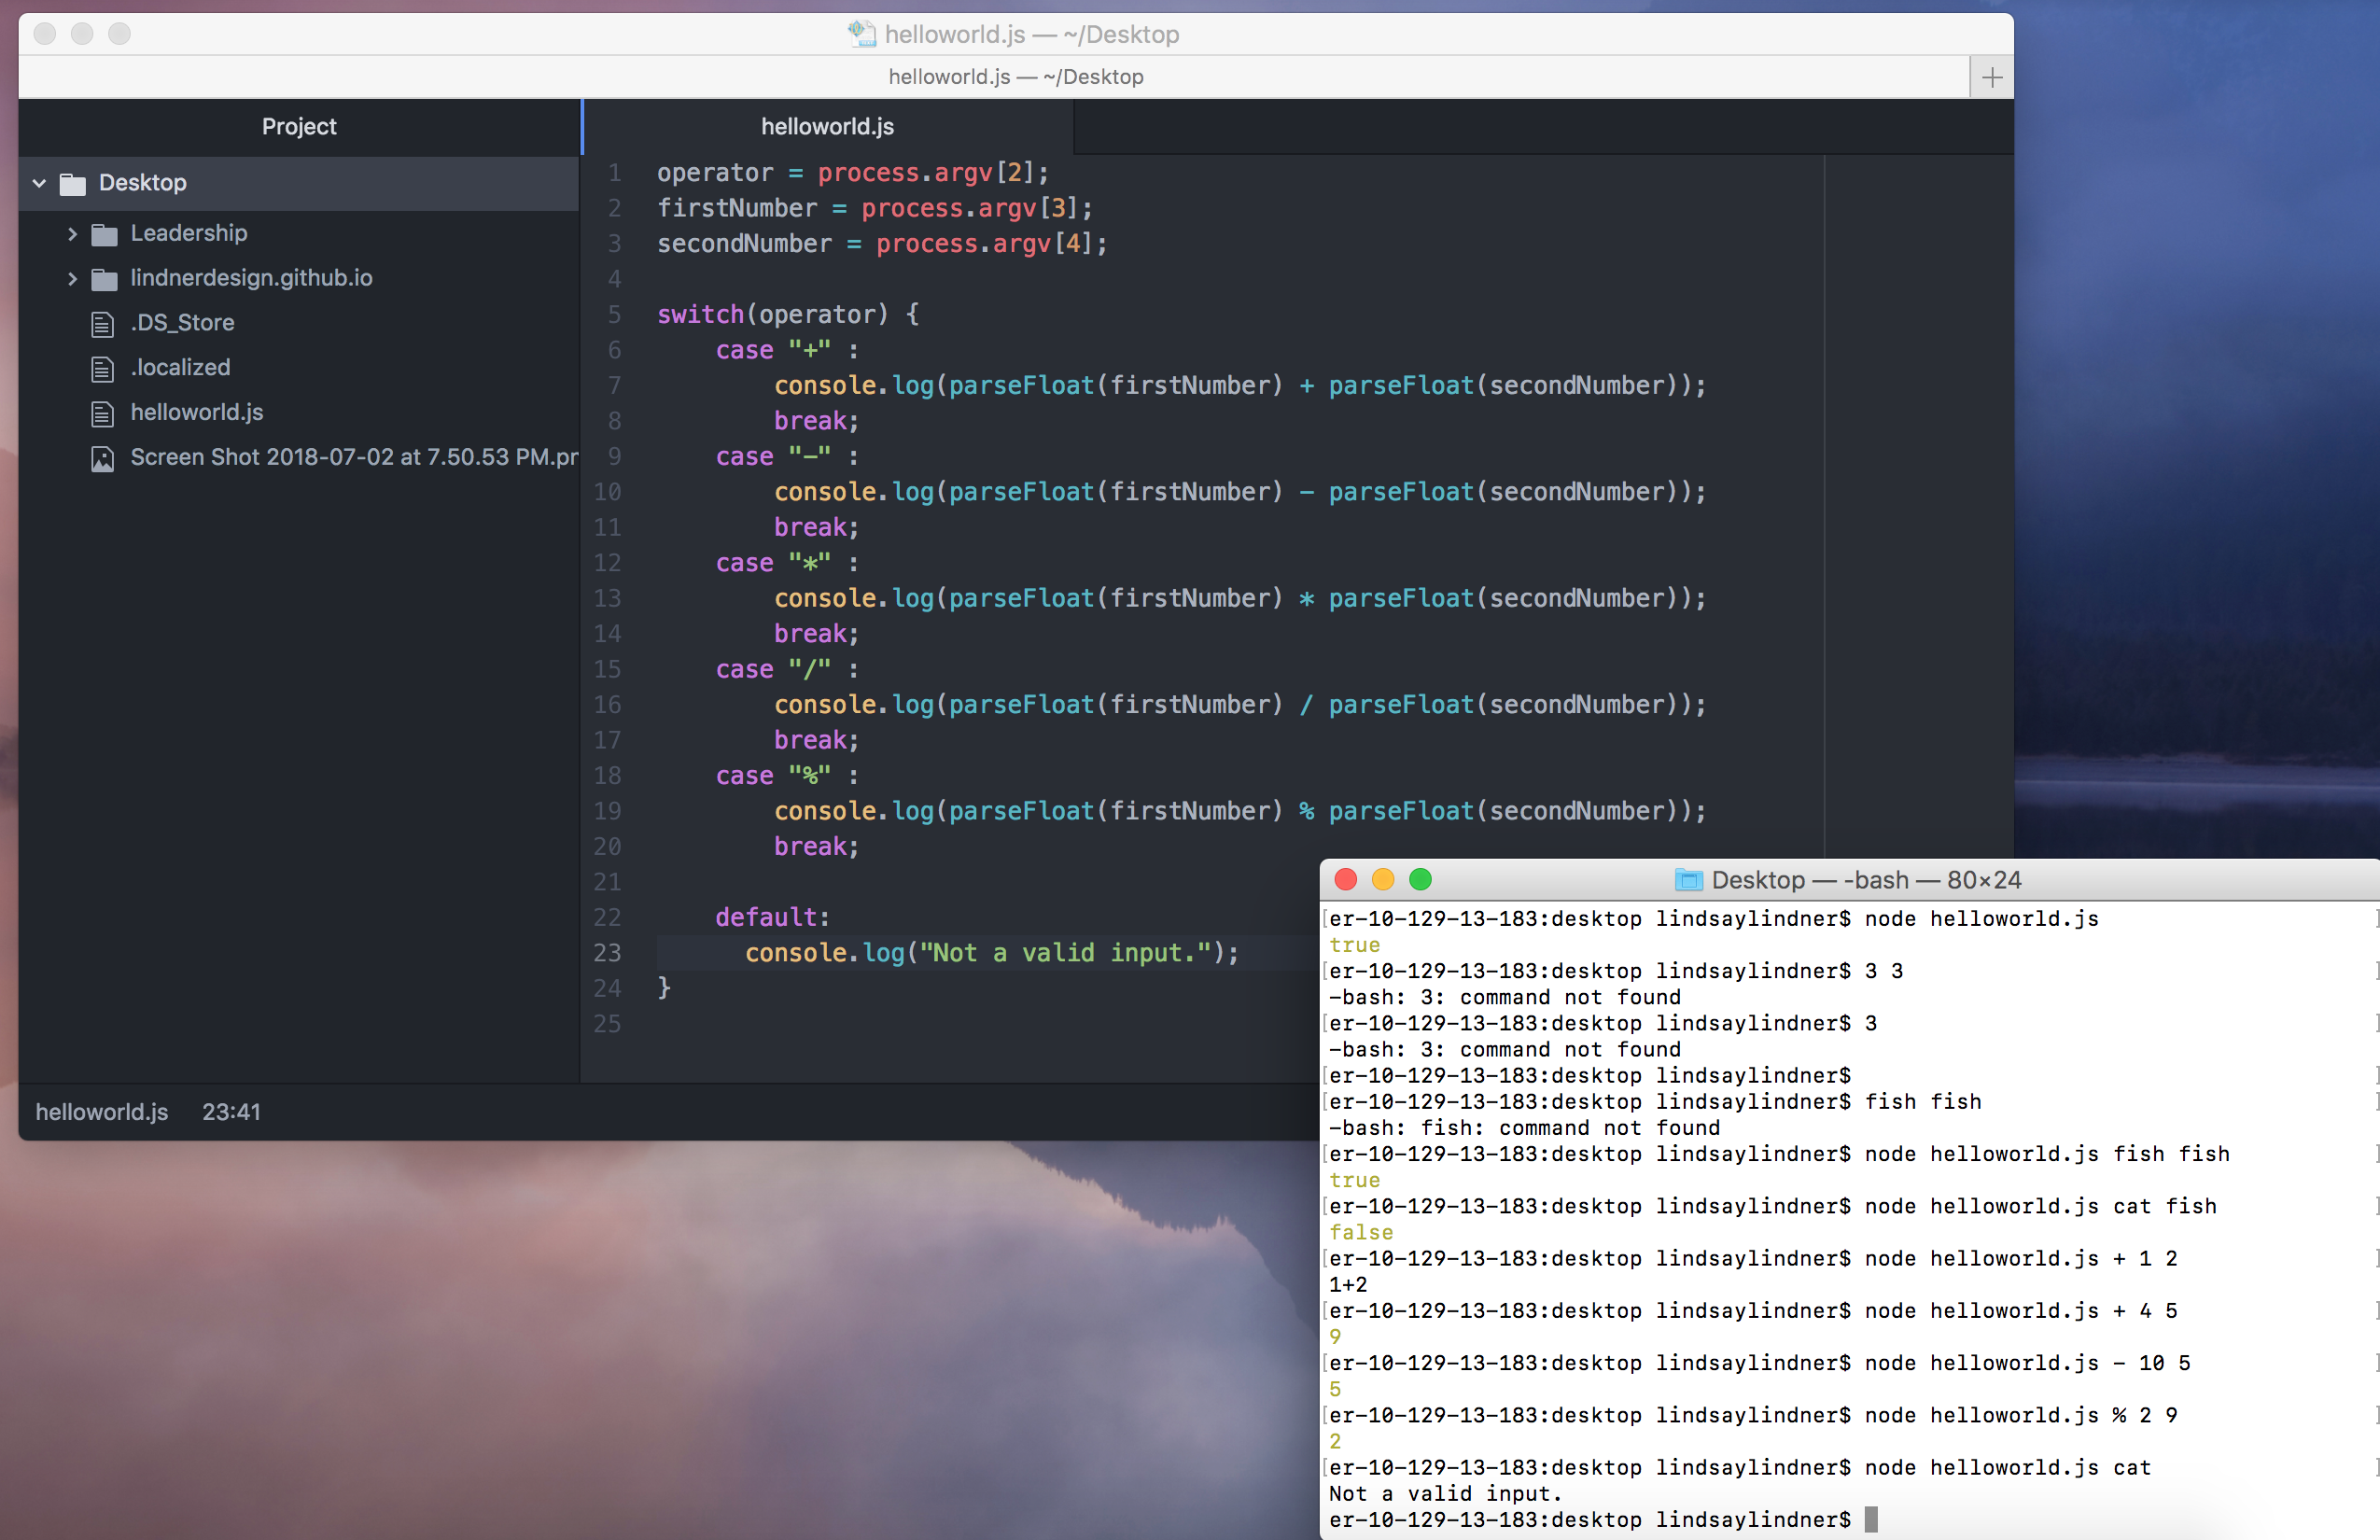 helloworld.js — ~/Desktop
helloworld.js — ~/Desktop
Project
Desktop
Leadership
lindnerdesign.github.io
.DS_Store
.localized
helloworld.js
Screen Shot 2018-07-02 at 7.50.53 PM.pr
helloworld.js
1 operator = process.argv[2];
2 firstNumber = process.argv[3];
3 secondNumber = process.argv[4];
4
5 switch(operator) {
6 case "+" :
7 console.log(parseFloat(firstNumber) + parseFloat(secondNumber));
8 break;
9 case "-" :
10 console.log(parseFloat(firstNumber) - parseFloat(secondNumber));
11 break;
12 case "*" :
13 console.log(parseFloat(firstNumber) * parseFloat(secondNumber));
14 break;
15 case "/" :
16 console.log(parseFloat(firstNumber) / parseFloat(secondNumber));
17 break;
18 case "%" :
19 console.log(parseFloat(firstNumber) % parseFloat(secondNumber));
20 break;
21
22 default:
23 console.log("Not a valid input.");
24 }
25
helloworld.js 23:41
Desktop — -bash — 80×24
[er-10-129-13-183:desktop lindsaylindner$ node helloworld.js ]
true
[er-10-129-13-183:desktop lindsaylindner$ 3 3 ]
-bash: 3: command not found
[er-10-129-13-183:desktop lindsaylindner$ 3 ]
-bash: 3: command not found
[er-10-129-13-183:desktop lindsaylindner$ ]
[er-10-129-13-183:desktop lindsaylindner$ fish fish ]
-bash: fish: command not found
[er-10-129-13-183:desktop lindsaylindner$ node helloworld.js fish fish ]
true
[er-10-129-13-183:desktop lindsaylindner$ node helloworld.js cat fish ]
false
[er-10-129-13-183:desktop lindsaylindner$ node helloworld.js + 1 2 ]
1+2
[er-10-129-13-183:desktop lindsaylindner$ node helloworld.js + 4 5 ]
9
[er-10-129-13-183:desktop lindsaylindner$ node helloworld.js - 10 5 ]
5
[er-10-129-13-183:desktop lindsaylindner$ node helloworld.js % 2 9 ]
2
[er-10-129-13-183:desktop lindsaylindner$ node helloworld.js cat ]
Not a valid input.
er-10-129-13-183:desktop lindsaylindner$